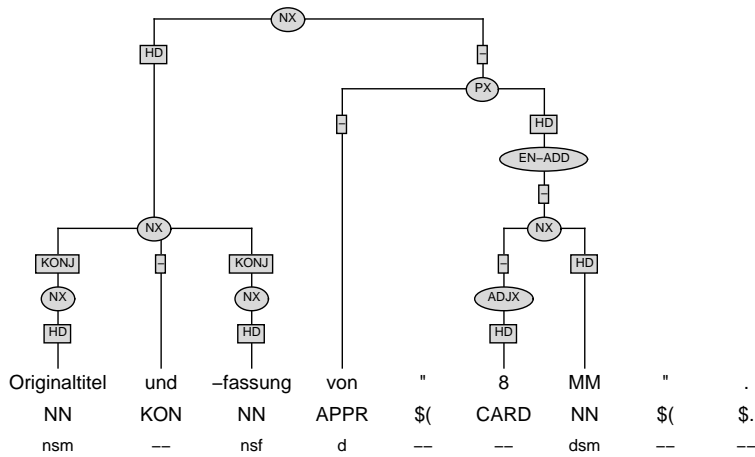 NX
HD –
PX
– HD
EN–ADD
–
NX NX
KONJ – KONJ – HD
NX NX ADJX
HD HD HD
Originaltitel und –fassung von " 8 MM " .
NN KON NN APPR $( CARD NN $( $.
nsm –– nsf d –– –– dsm –– ––